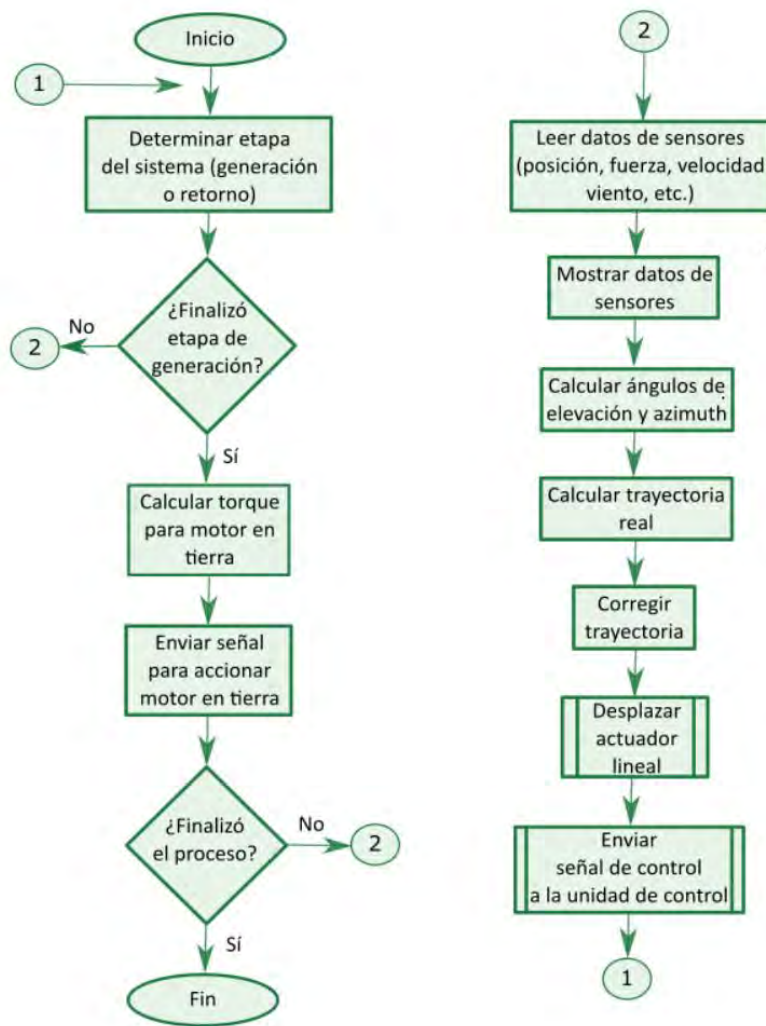 Inicio
1
Determinar etapa
del sistema (generación
o retorno)
¿Finalizó
etapa de
generación?
No
2
Sí
Calcular torque
para motor en
tierra
Enviar señal
para accionar
motor en tierra
¿Finalizó
el proceso?
No
2
Sí
Fin
2
Leer datos de sensores
(posición, fuerza, velocidad
viento, etc.)
Mostrar datos de
sensores
Calcular ángulos de
elevación y azimuth
Calcular trayectoria
real
Corregir
trayectoria
Desplazar
actuador
lineal
Enviar
señal de control
a la unidad de control
1